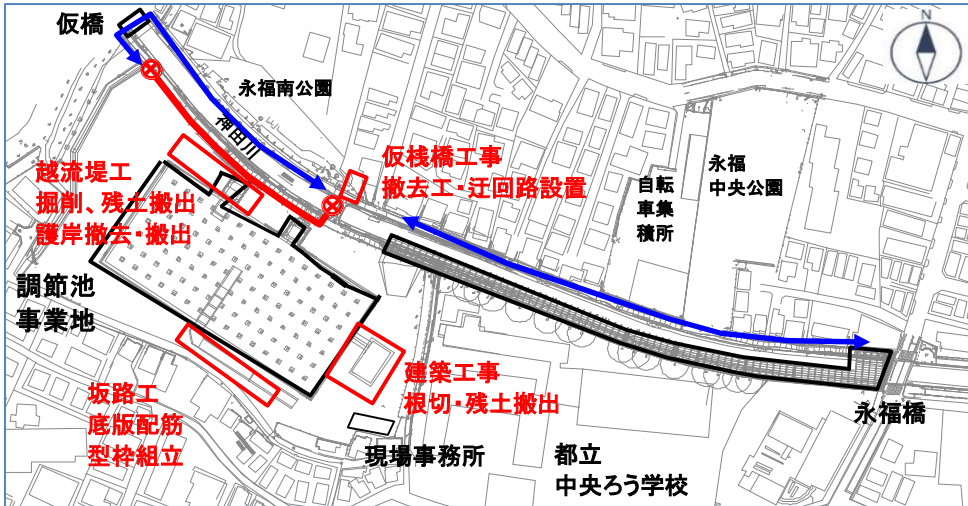 仮橋
N
永福南公園
神田川
仮桟橋工事
撤去工・迂回路設置
越流堤工
掘削、残土搬出
護岸撤去・搬出
自転
車集
積所
永福
中央公園
調節池
事業地
建築工事
根切・残土搬出
坂路工
底版配筋
型枠組立
現場事務所
都立
中央ろう学校
永福橋